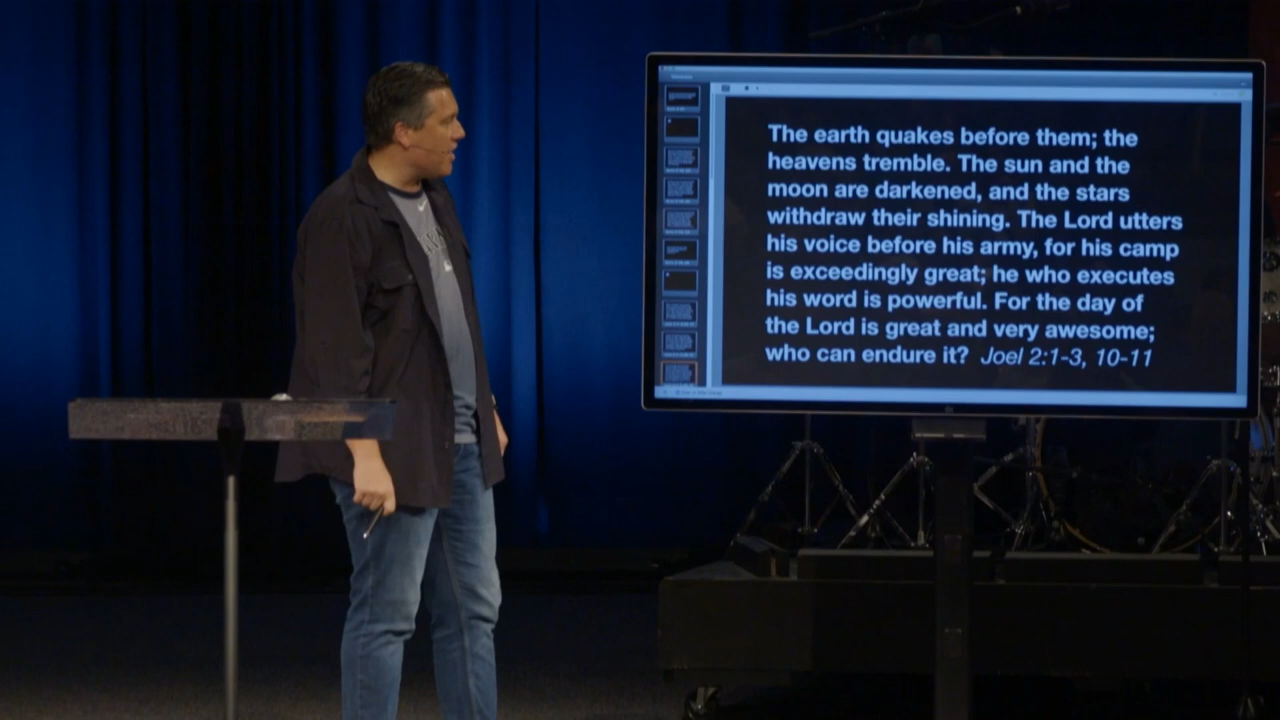 The earth quakes before them; the
heavens tremble. The sun and the
moon are darkened, and the stars
withdraw their shining. The Lord utters
his voice before his army, for his camp
is exceedingly great; he who executes
his word is powerful. For the day of
the Lord is great and very awesome;
who can endure it? Joel 2:1-3, 10-11